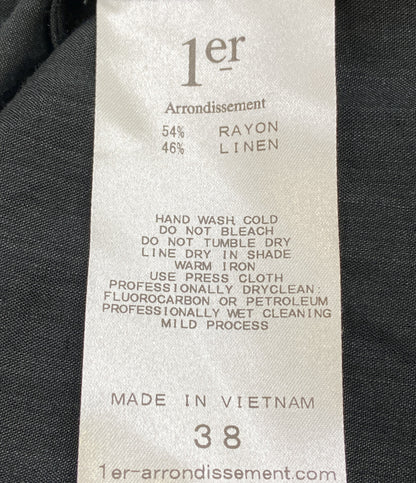 1er
Arrondissement
54% RAYON
46% LINEN
HAND WASH COLD
DO NOT BLEACH
DO NOT TUMBLE DRY
LINE DRY IN SHADE
WARM IRON
USE PRESS CLOTH
PROFESSIONALLY DRYCLEAN:
FLUOROCARBON OR PETROLEUM
PROFESSIONALLY WET CLEANING
MILD PROCESS
MADE IN VIETNAM
38
1er-arrondissement.com